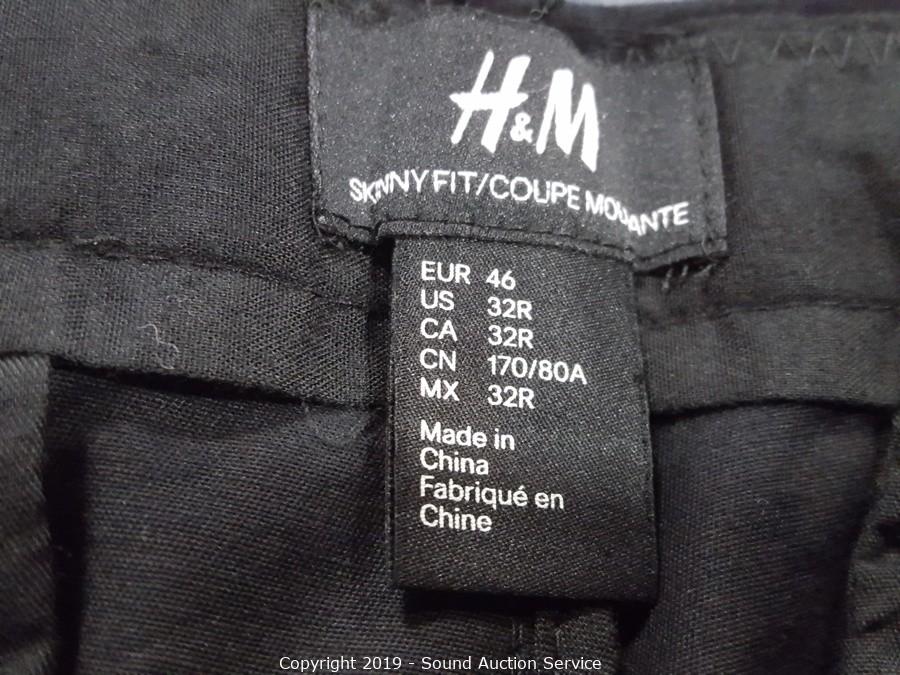 H&M
SKINNY FIT/COUPE MOULANTE
EUR 46
US 32R
CA 32R
CN 170/80A
MX 32R
Made in
China
Fabriqué en
Chine
Copyright 2019 - Sound Auction Service